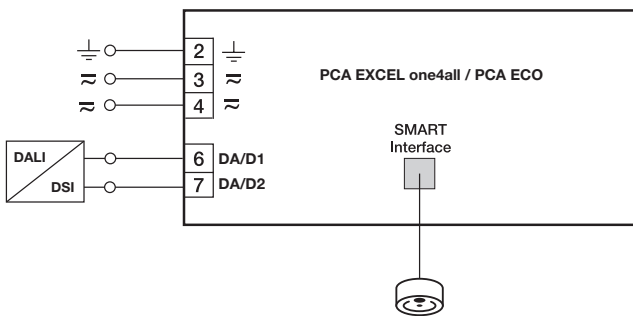 2
3
4
PCA EXCEL one4all / PCA ECO
SMART
Interface
DALI
DSI
6 DA/D1
7 DA/D2